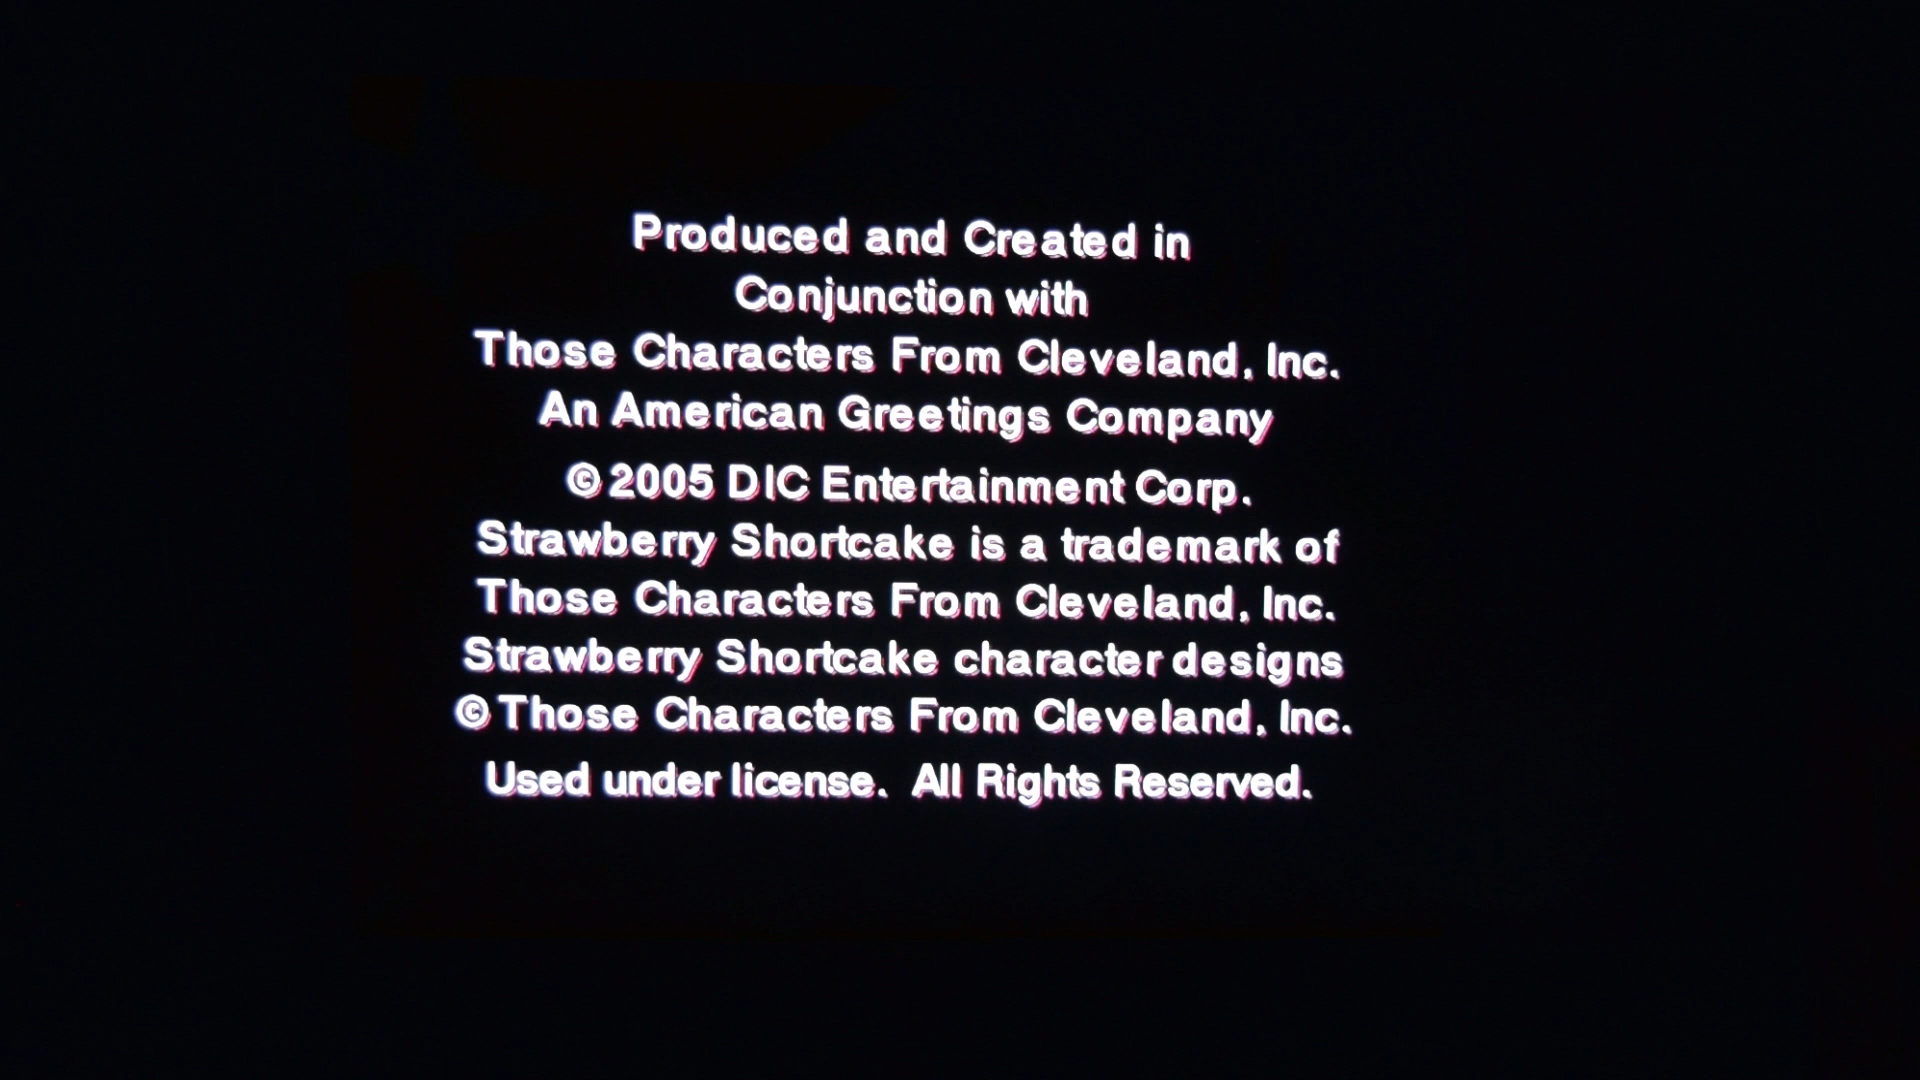 Produced and Created in
Conjunction with
Those Characters From Cleveland, Inc.
An American Greetings Company
© 2005 DIC Entertainment Corp.
Strawberry Shortcake is a trademark of
Those Characters From Cleveland, Inc.
Strawberry Shortcake character designs
© Those Characters From Cleveland, Inc.
Used under license.  All Rights Reserved.